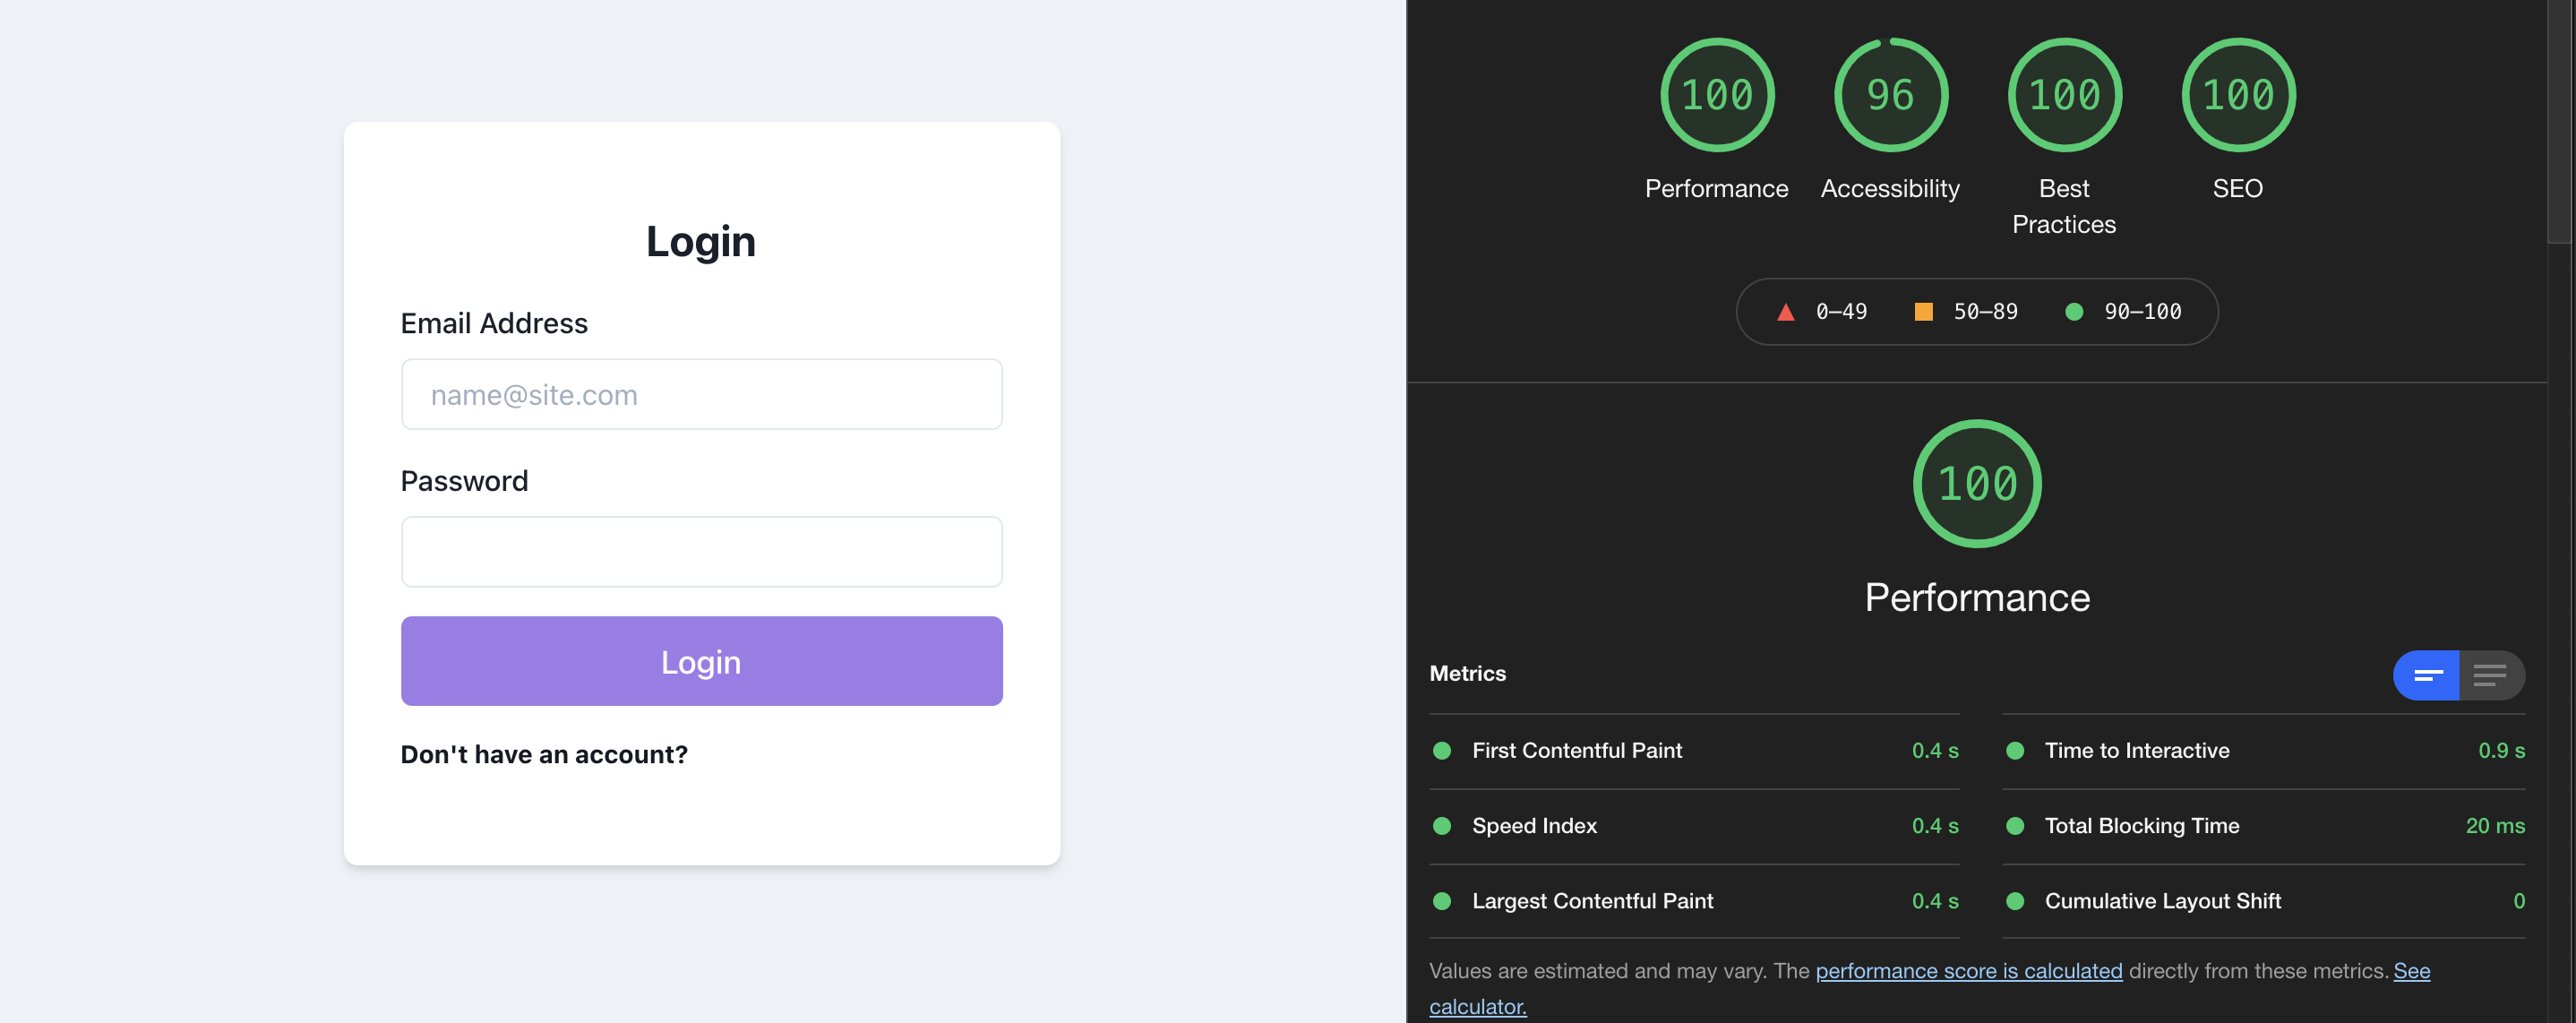 Login
Email Address
name@site.com
Password
Login
Don't have an account?
100
96
100
100
Performance
Accessibility
Best
Practices
SEO
0–49
50–89
90–100
100
Performance
Metrics
First Contentful Paint
0.4 s
Time to Interactive
0.9 s
Speed Index
0.4 s
Total Blocking Time
20 ms
Largest Contentful Paint
0.4 s
Cumulative Layout Shift
0
Values are estimated and may vary. The performance score is calculated directly from these metrics. See
calculator.